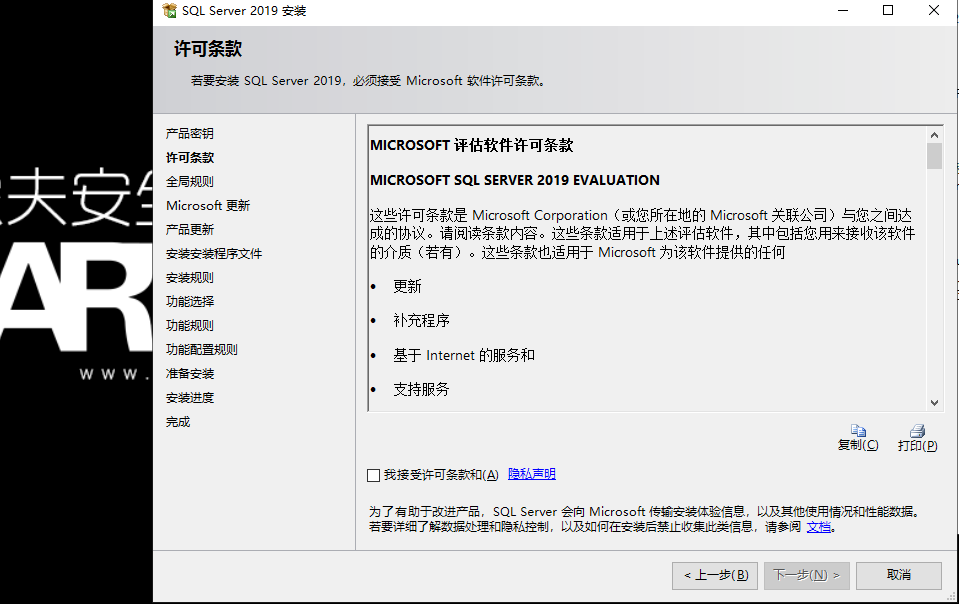 SQL Server 2019 安装
许可条款
若要安装 SQL Server 2019，必须接受 Microsoft 软件许可条款。
产品密钥
许可条款
全局规则
Microsoft 更新
产品更新
安装安装程序文件
安装规则
功能选择
功能规则
功能配置规则
准备安装
安装进度
完成
夫安全
AR
www.
MICROSOFT 评估软件许可条款
MICROSOFT SQL SERVER 2019 EVALUATION
这些许可条款是 Microsoft Corporation（或您所在地的 Microsoft 关联公司）与您之间达
成的协议。请阅读条款内容。这些条款适用于上述评估软件，其中包括您用来接收该软件
的介质（若有）。这些条款也适用于 Microsoft 为该软件提供的任何
• 更新
• 补充程序
• 基于 Internet 的服务和
• 支持服务
复制(C) 打印(P)
我接受许可条款和(A) 隐私声明
为了有助于改进产品，SQL Server 会向 Microsoft 传输安装体验信息，以及其他使用情况和性能数据。
若要详细了解数据处理和隐私控制，以及如何在安装后禁止收集此类信息，请参阅 文档。
< 上一步(B) 下一步(N) > 取消